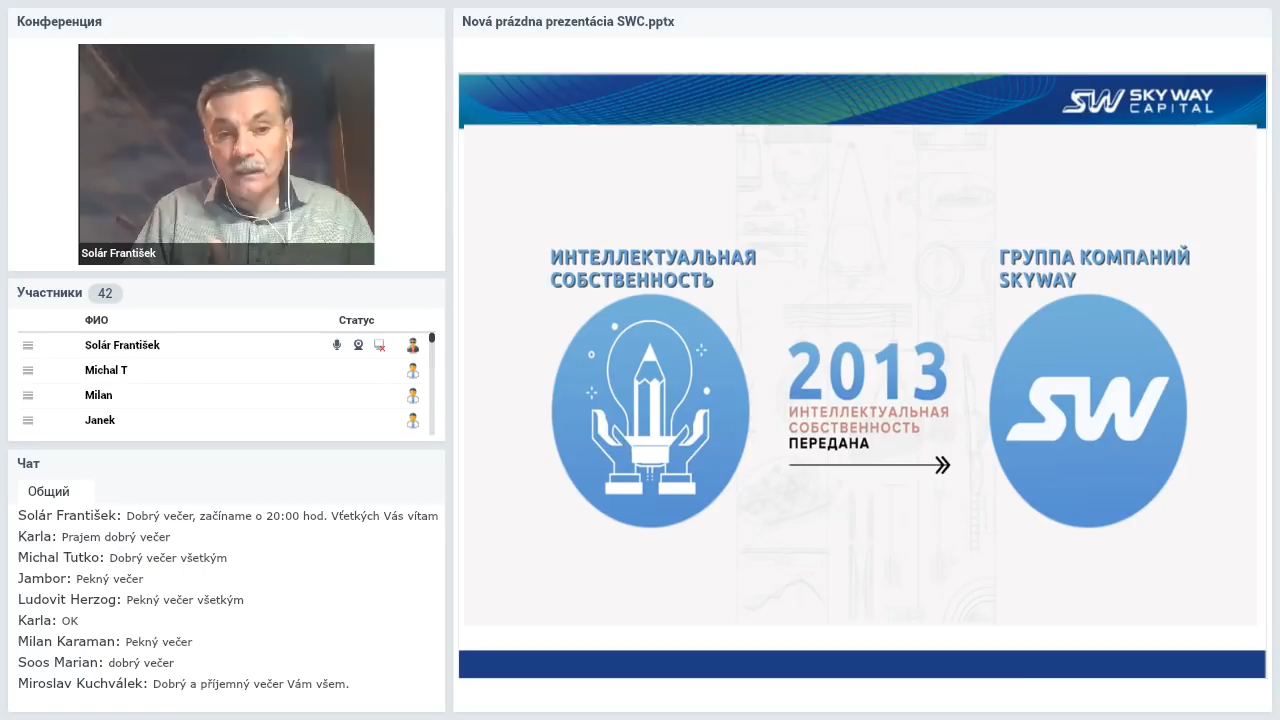 Конференция
Solár František
Участники 42
ФИО Статус
Solár František
Michal T
Milan
Janek
Чат
Общий
Solár František: Dobrý večer, začíname o 20:00 hod. Vťetkých Vás vítam
Karla: Prajem dobrý večer
Michal Tutko: Dobrý večer všetkým
Jambor: Pekný večer
Ludovit Herzog: Pekný večer všetkým
Karla: OK
Milan Karaman: Pekný večer
Soos Marian: dobrý večer
Miroslav Kuchválek: Dobrý a příjemný večer Vám všem.
Nová prázdna prezentácia SWC.pptx
SW SKY WAY
CAPITAL
ИНТЕЛЛЕКТУАЛЬНАЯ
СОБСТВЕННОСТЬ
2013
ИНТЕЛЛЕКТУАЛЬНАЯ
СОБСТВЕННОСТЬ
ПЕРЕДАНА
ГРУППА КОМПАНИЙ
SKYWAY
SW